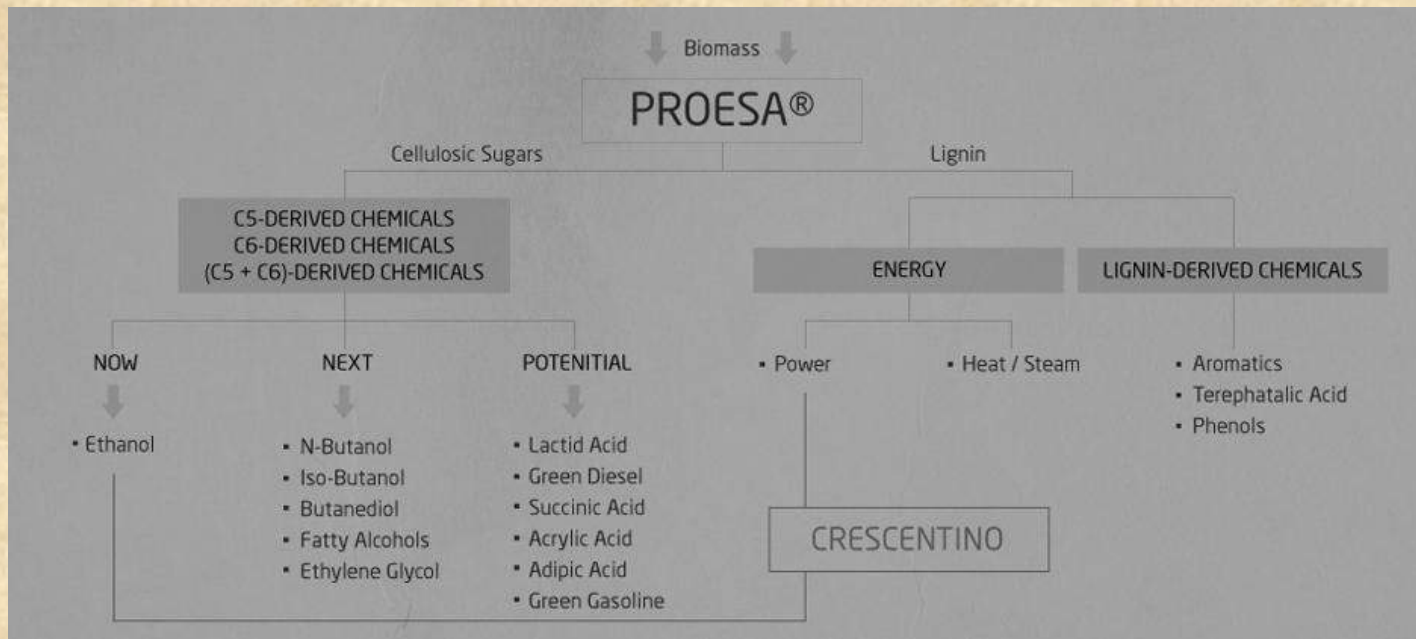 Biomass
PROESA®
Cellulosic Sugars
Lignin
C5-DERIVED CHEMICALS
C6-DERIVED CHEMICALS
(C5 + C6)-DERIVED CHEMICALS
ENERGY
LIGNIN-DERIVED CHEMICALS
NOW
▪ Ethanol
NEXT
▪ N-Butanol
▪ Iso-Butanol
▪ Butanediol
▪ Fatty Alcohols
▪ Ethylene Glycol
POTENITIAL
▪ Lactid Acid
▪ Green Diesel
▪ Succinic Acid
▪ Acrylic Acid
▪ Adipic Acid
▪ Green Gasoline
▪ Power
▪ Heat / Steam
▪ Aromatics
▪ Terephatalic Acid
▪ Phenols
CRESCENTINO